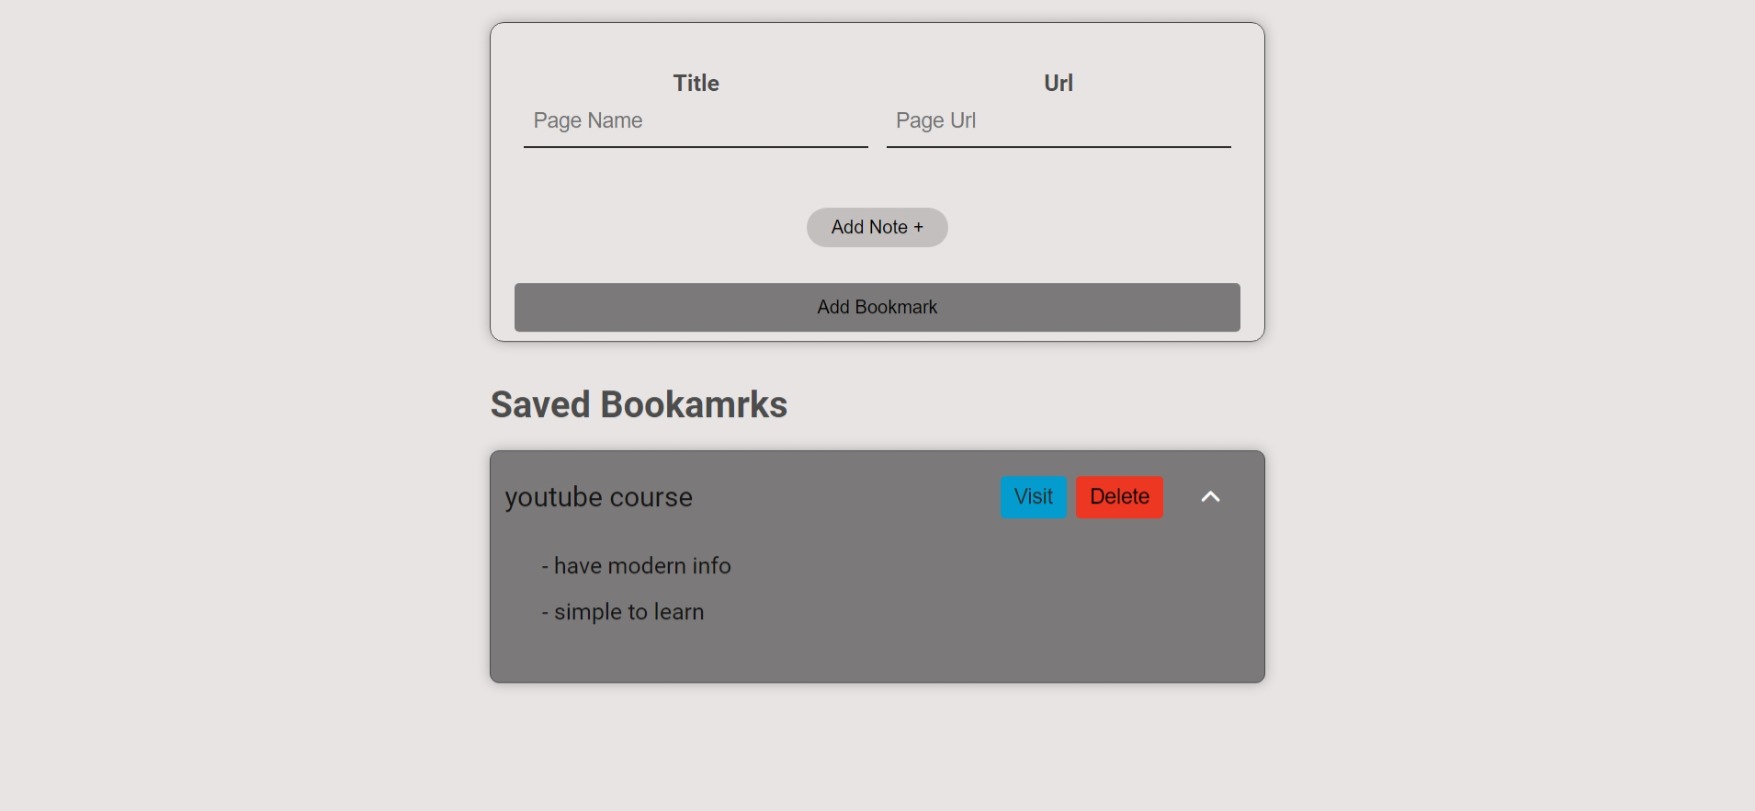 Title Url
Page Name Page Url
Add Note +
Add Bookmark
Saved Bookamrks
youtube course Visit Delete
- have modern info
- simple to learn